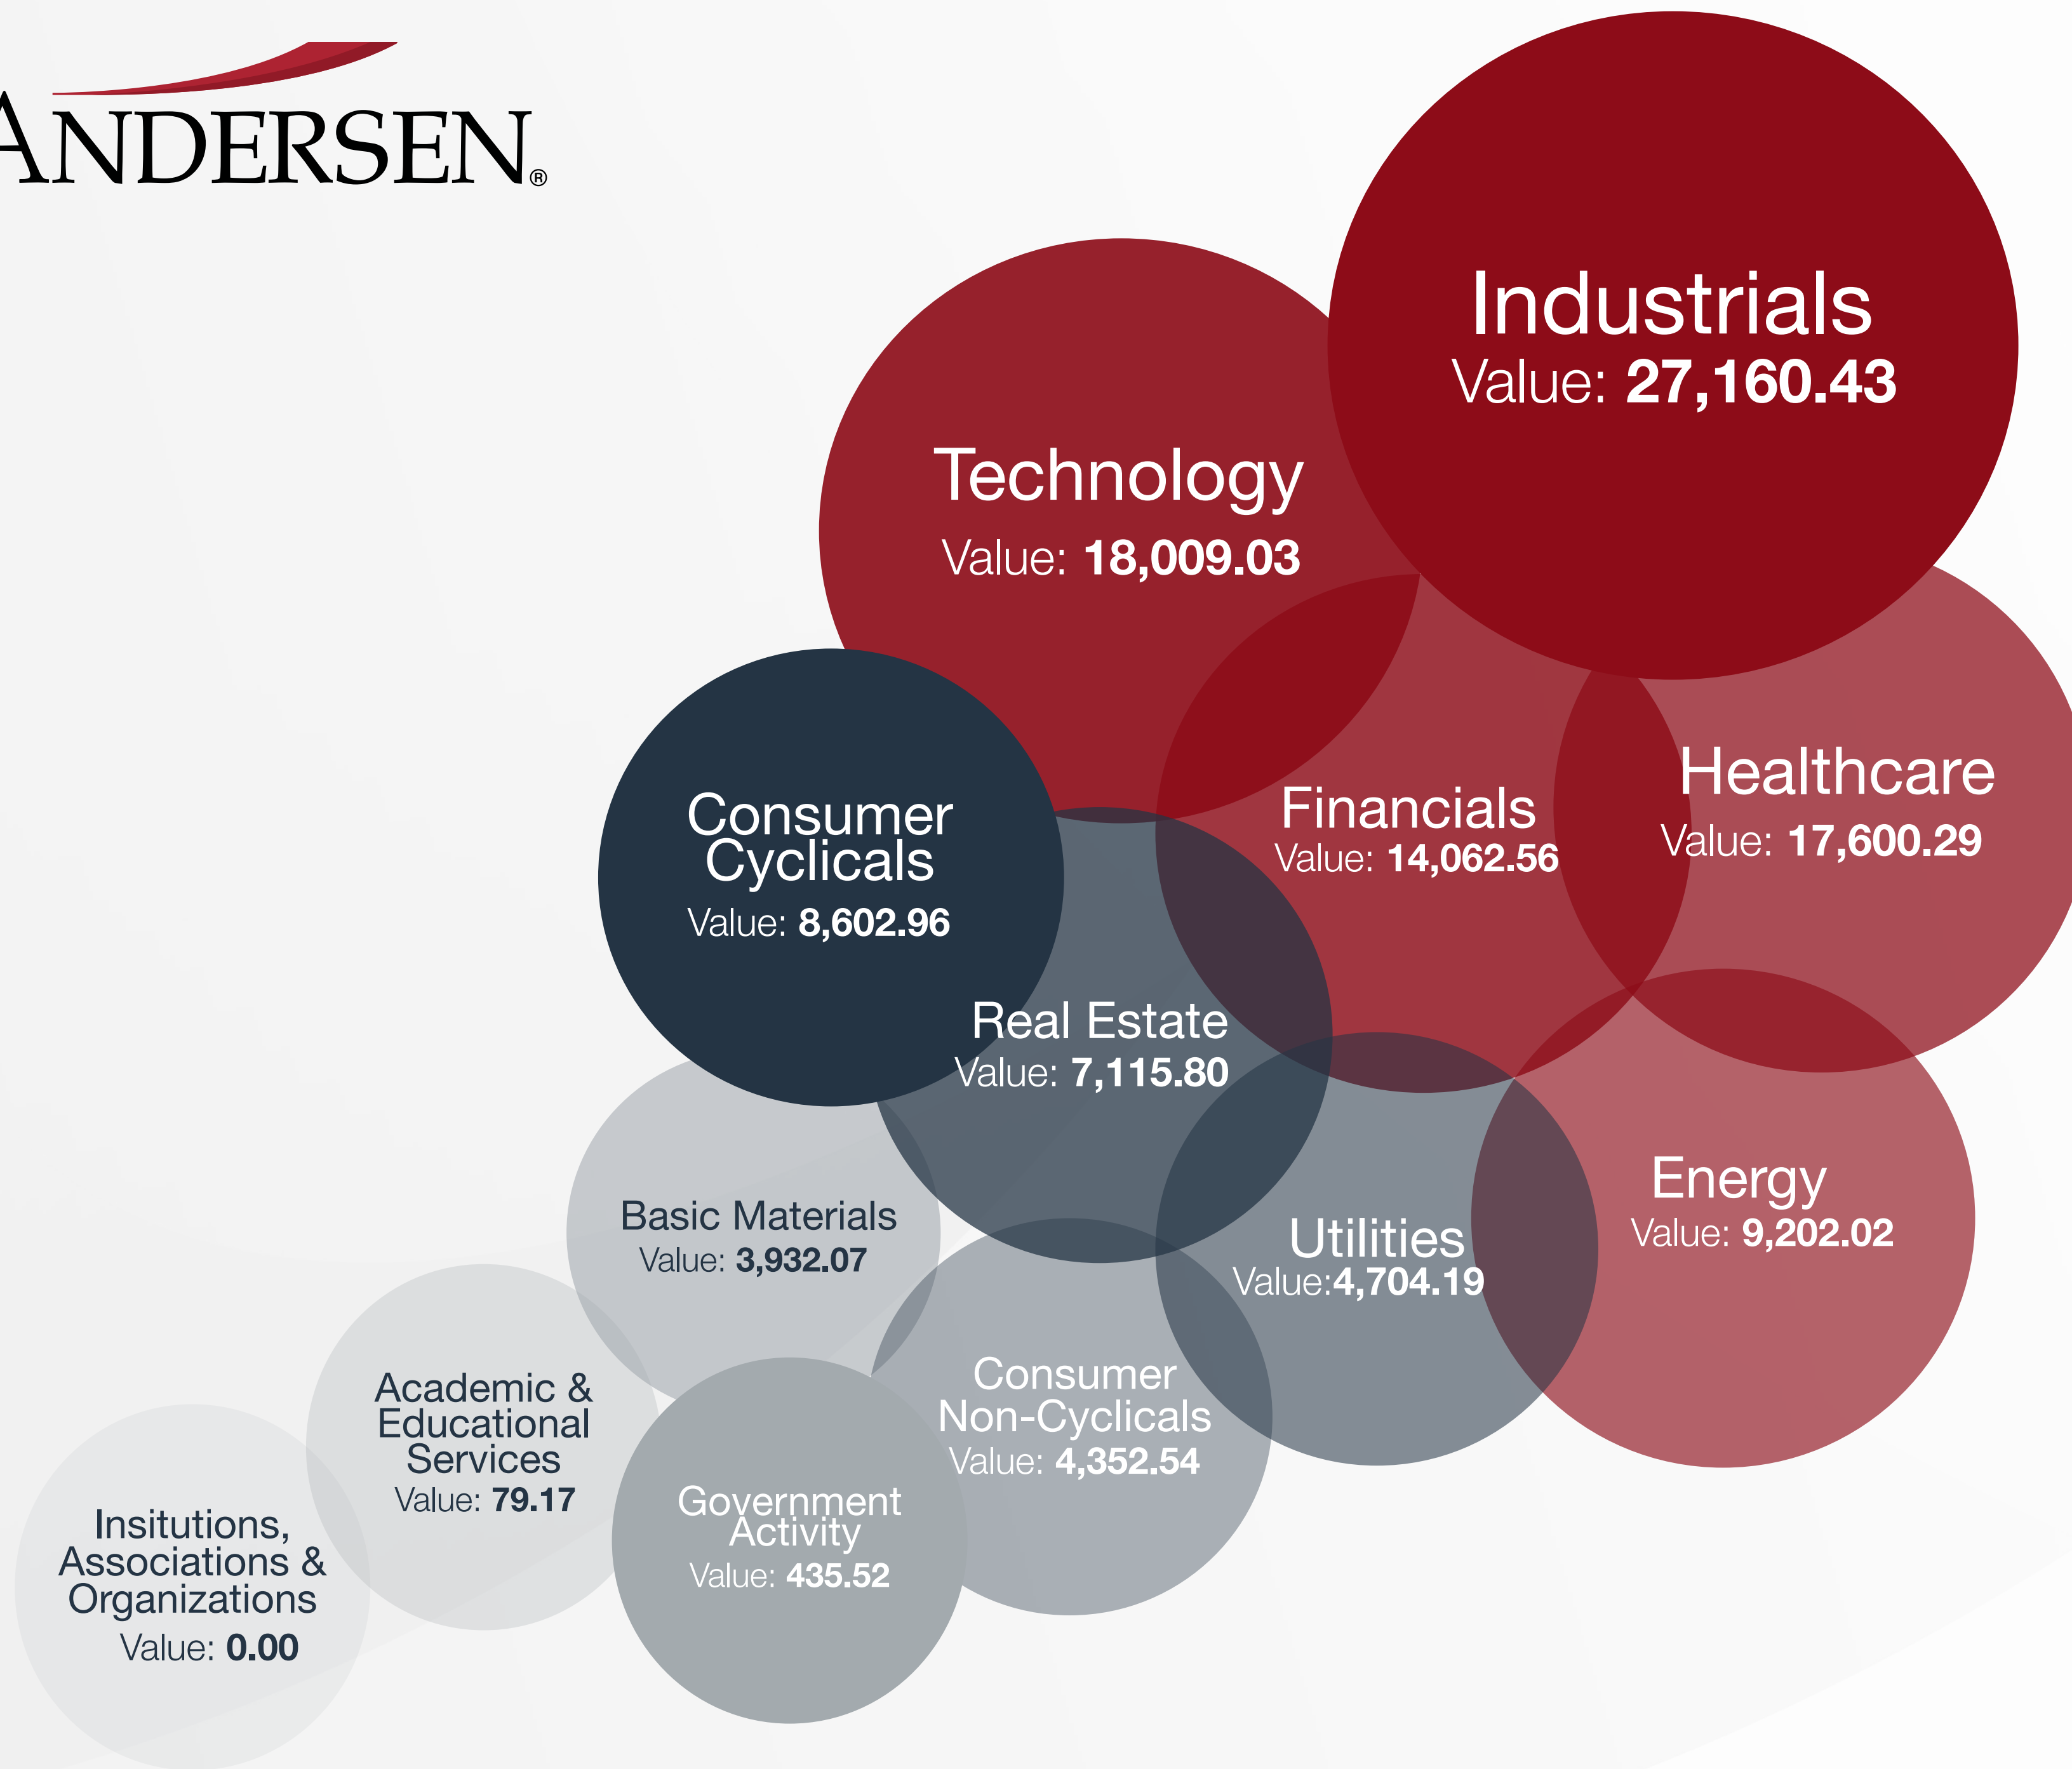 ANDERSEN®
Industrials
Value: 27,160.43
Technology
Value: 18,009.03
Healthcare
Value: 17,600.29
Financials
Value: 14,062.56
Consumer
Cyclicals
Value: 8,602.96
Real Estate
Value: 7,115.80
Energy
Value: 9,202.02
Utilities
Value:4,704.19
Basic Materials
Value: 3,932.07
Consumer
Non-Cyclicals
Value: 4,352.54
Academic &
Educational
Services
Value: 79.17
Government
Activity
Value: 435.52
Insitutions,
Associations &
Organizations
Value: 0.00